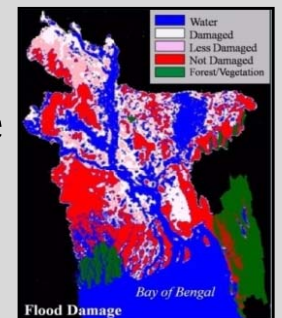 Water
Damaged
Less Damaged
Not Damaged
Forest/Vegetation
e
Bay of Bengal
Flood Damage